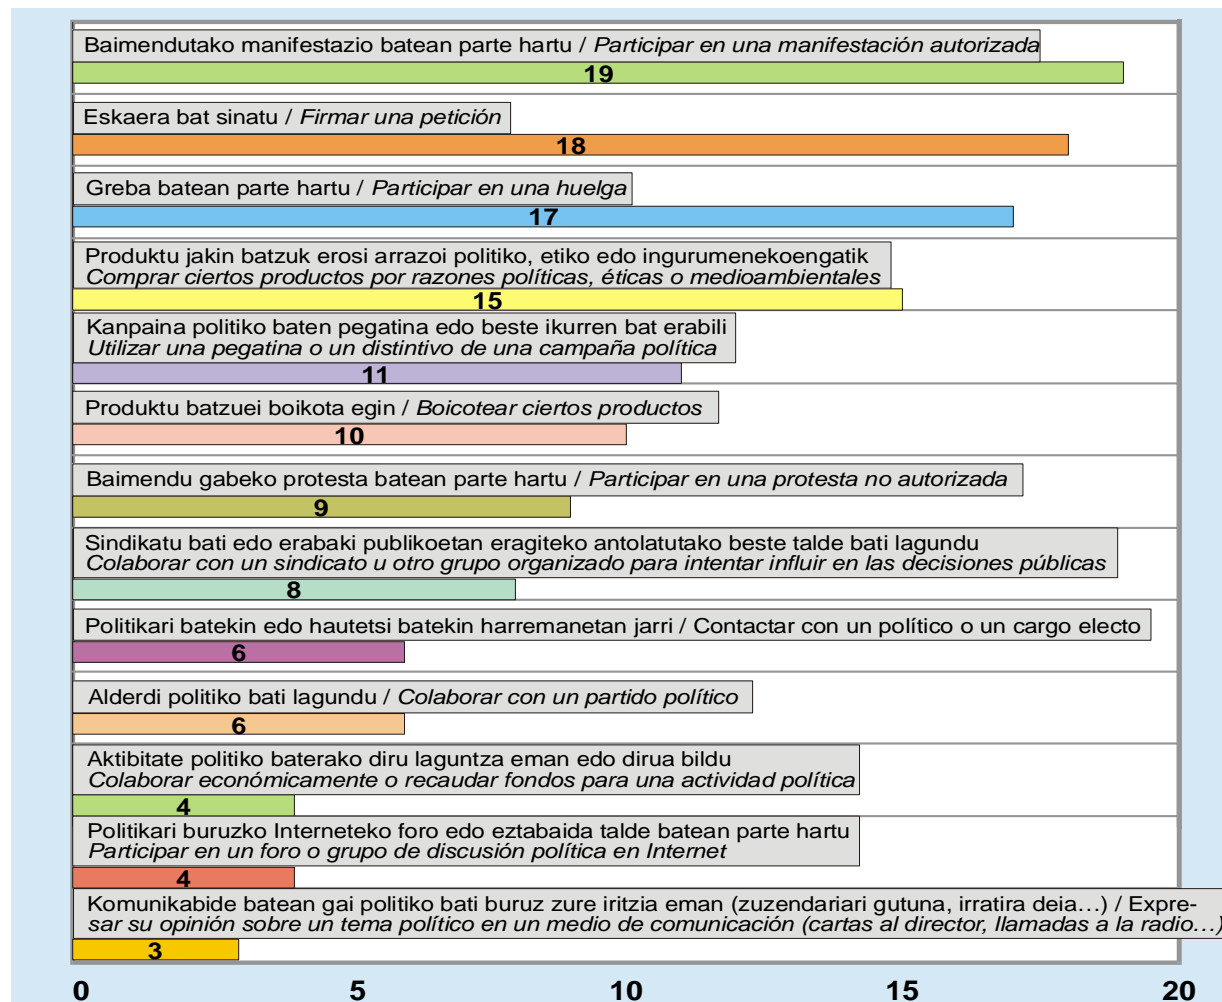 Baimendutako manifestazio batean parte hartu / Participar en una manifestación autorizada
19
Eskaera bat sinatu / Firmar una petición
18
Greba batean parte hartu / Participar en una huelga
17
Produktu jakin batzuk erosi arrazoi politiko, etiko edo ingurumenekoengatik
Comprar ciertos productos por razones políticas, éticas o medioambientales
15
Kanpaina politiko baten pegatina edo beste ikurren bat erabili
Utilizar una pegatina o un distintivo de una campaña política
11
Produktu batzuei boikota egin / Boicotear ciertos productos
10
Baimendu gabeko protesta batean parte hartu / Participar en una protesta no autorizada
9
Sindikatu bati edo erabaki publikoetan eragiteko antolatutako beste talde bati lagundu
Colaborar con un sindicato u otro grupo organizado para intentar influir en las decisiones públicas
8
Politikari batekin edo hautetsi batekin harremanetan jarri / Contactar con un político o un cargo electo
6
Alderdi politiko bati lagundu / Colaborar con un partido político
6
Aktibitate politiko baterako diru laguntza eman edo dirua bildu
Colaborar económicamente o recaudar fondos para una actividad política
4
Politikari buruzko Interneteko foro edo eztabaida talde batean parte hartu
Participar en un foro o grupo de discusión política en Internet
4
Komunikabide batean gai politiko bati buruz zure iritzia eman (zuzendariari gutuna, irratira deia…) / Expre-
sar su opinión sobre un tema político en un medio de comunicación (cartas al director, llamadas a la radio…)
3
0 5 10 15 20